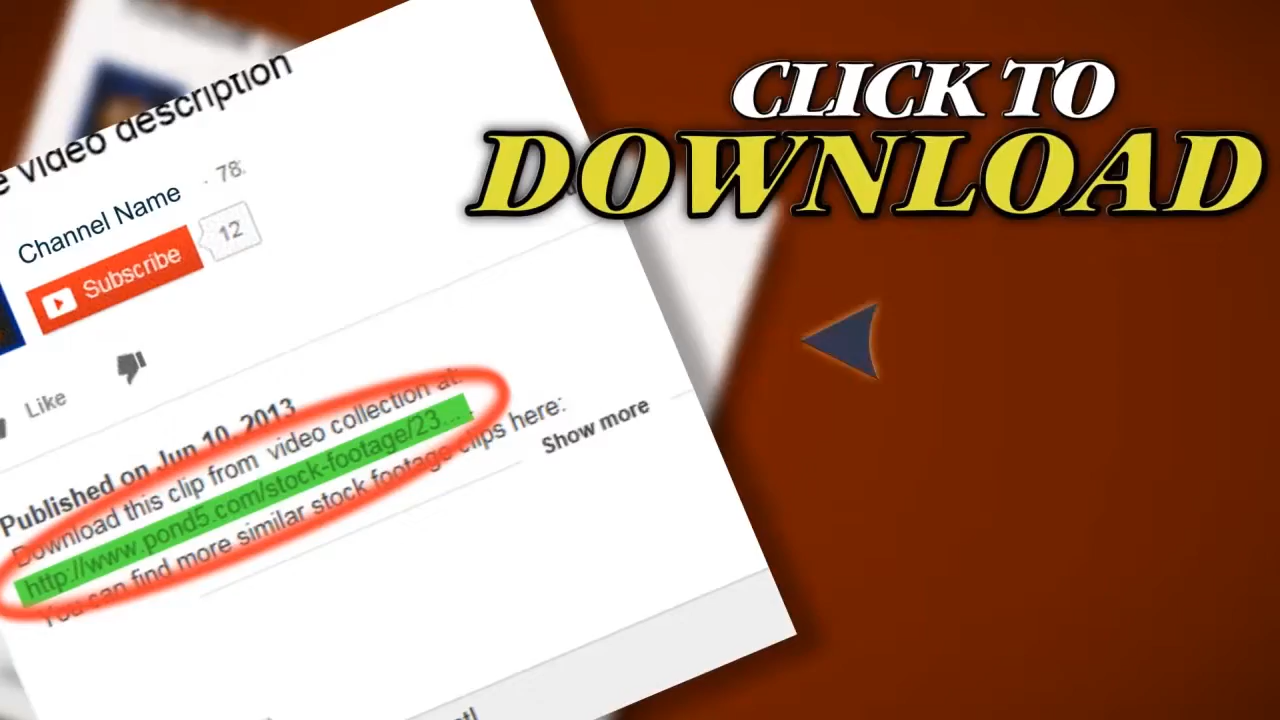 CLICK TO
DOWNLOAD
video description
Channel Name
78
Subscribe
12
Like
Published on Jun 10, 2013
Download this clip from video collection at:
http://www.pond5.com/stock-footage/23...
You can find more similar stock footage clips here:
Show more